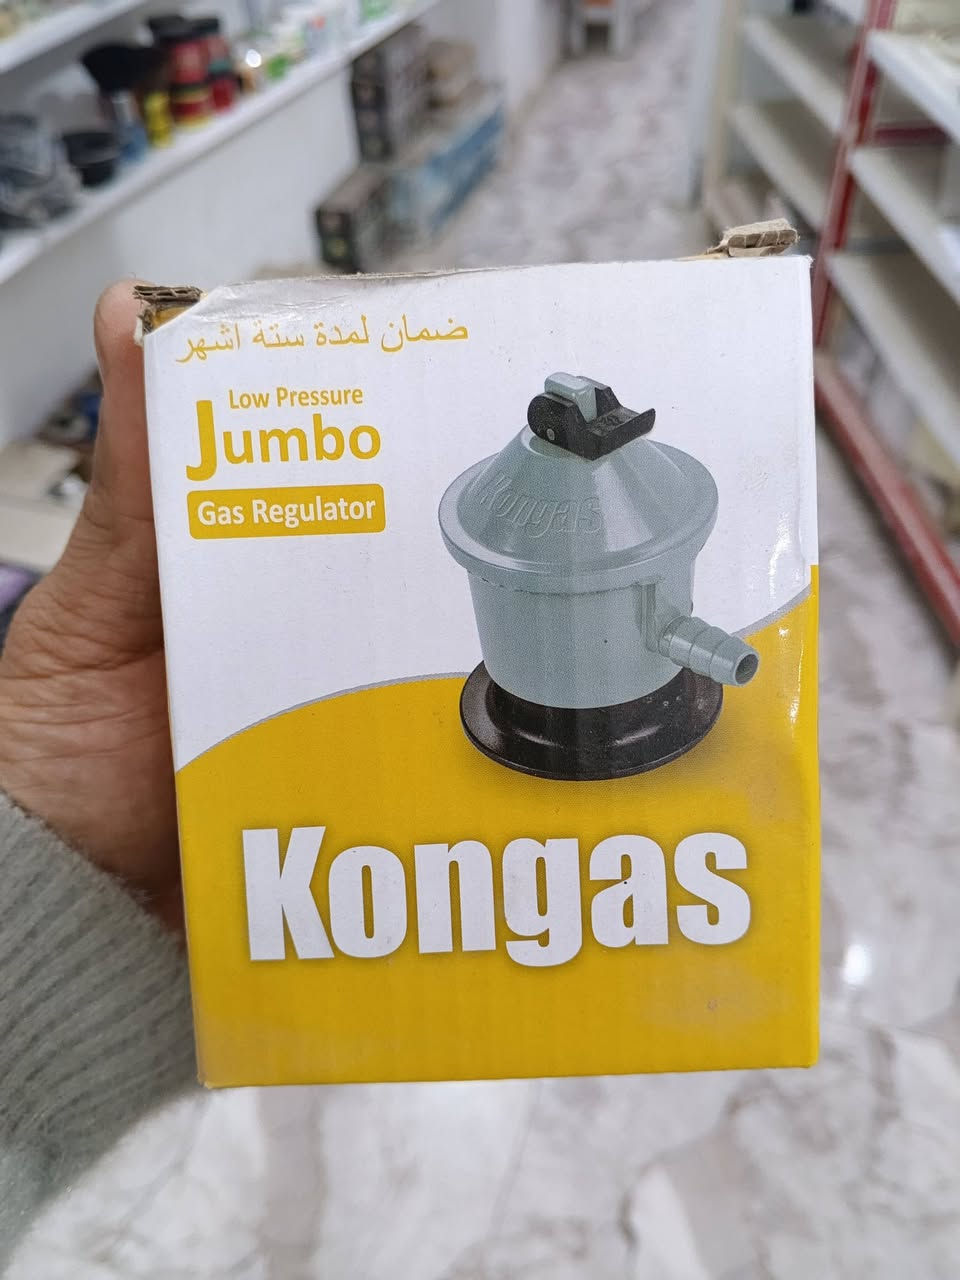 ضمان لمدة ستة اشهر
Low Pressure
Jumbo
Gas Regulator
Kongas
Kongas